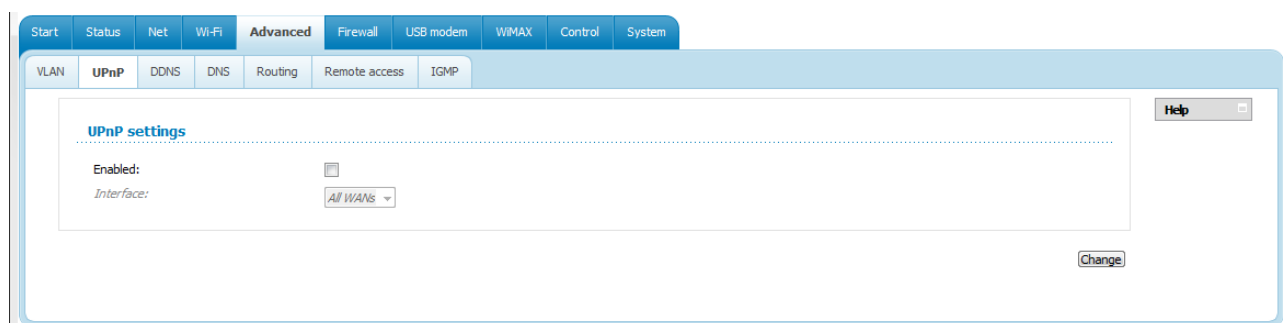 Start Status Net Wi-Fi Advanced Firewall USB modem WiMAX Control System
VLAN UPnP DDNS DNS Routing Remote access IGMP
Help
UPnP settings
Enabled:
Interface: All WANs
Change